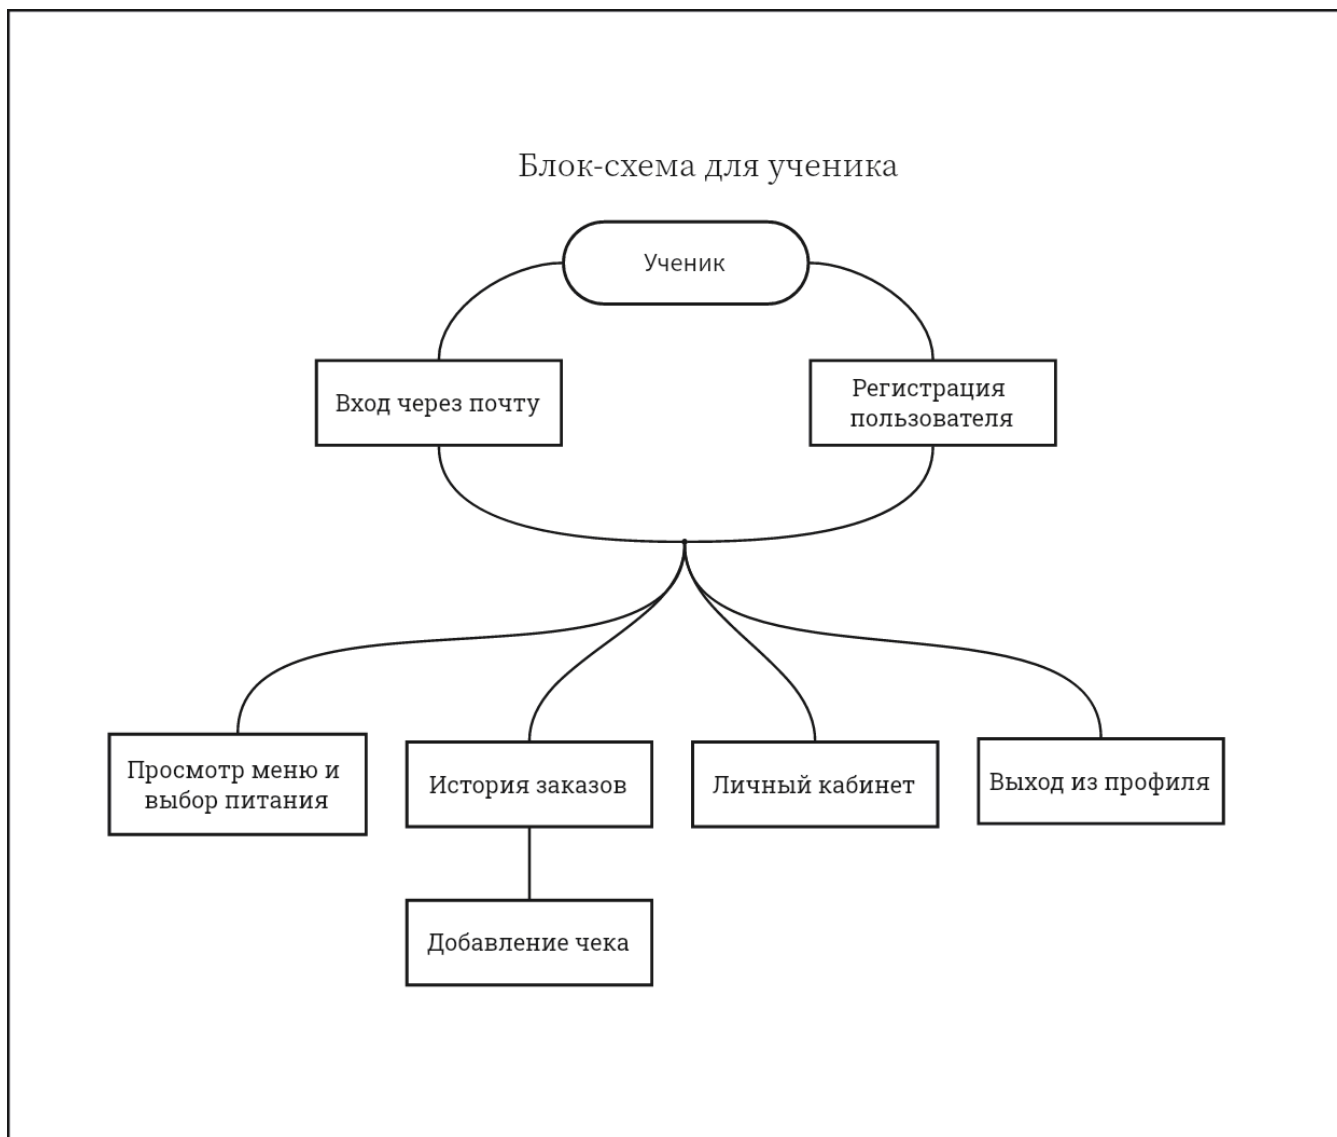 Блок-схема для ученика
Ученик
Вход через почту
Регистрация
пользователя
Просмотр меню и
выбор питания
История заказов
Личный кабинет
Выход из профиля
Добавление чека